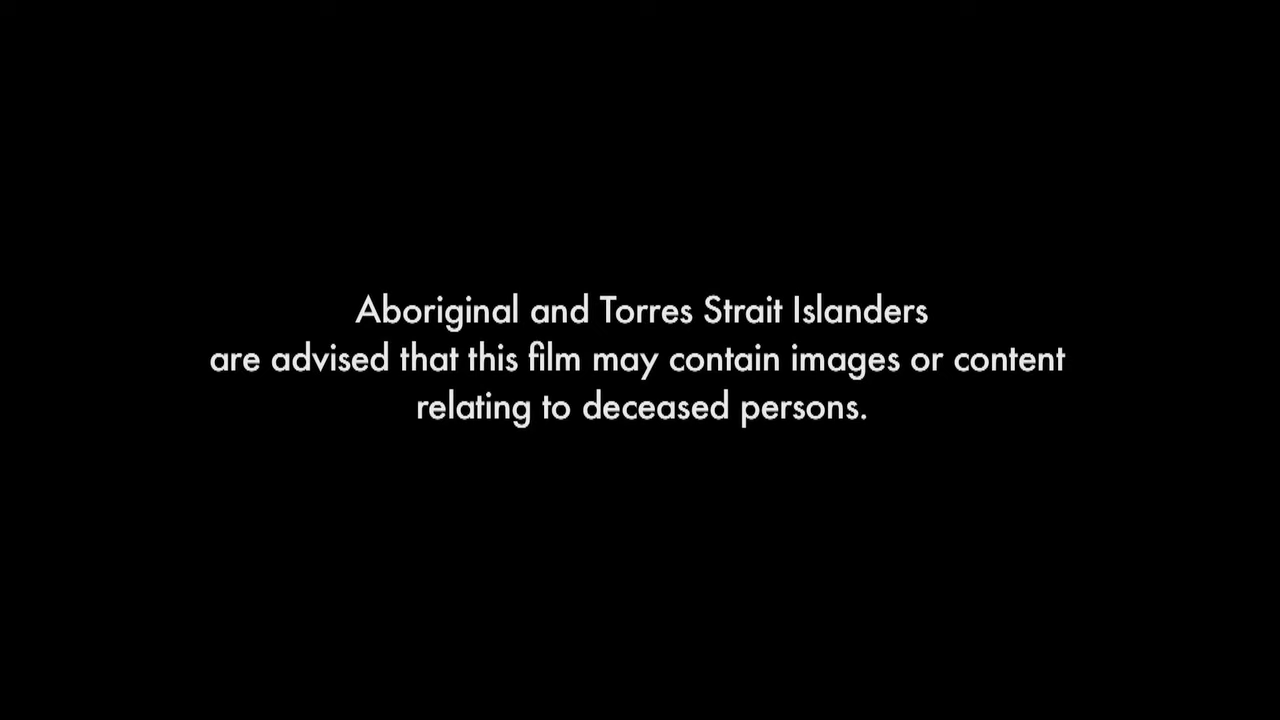 Aboriginal and Torres Strait Islanders
are advised that this film may contain images or content
relating to deceased persons.